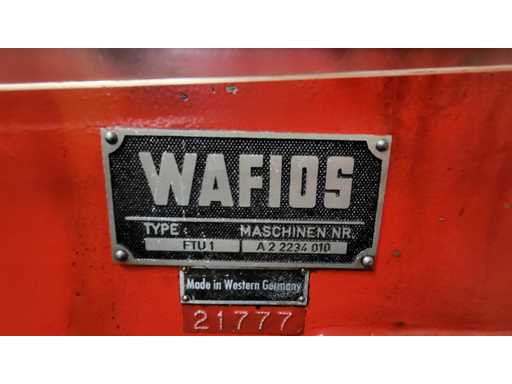 WAFIOS
TYPE MASCHINEN NR.
FTU 1 A 2 2234 010
Made in Western Germany
21777